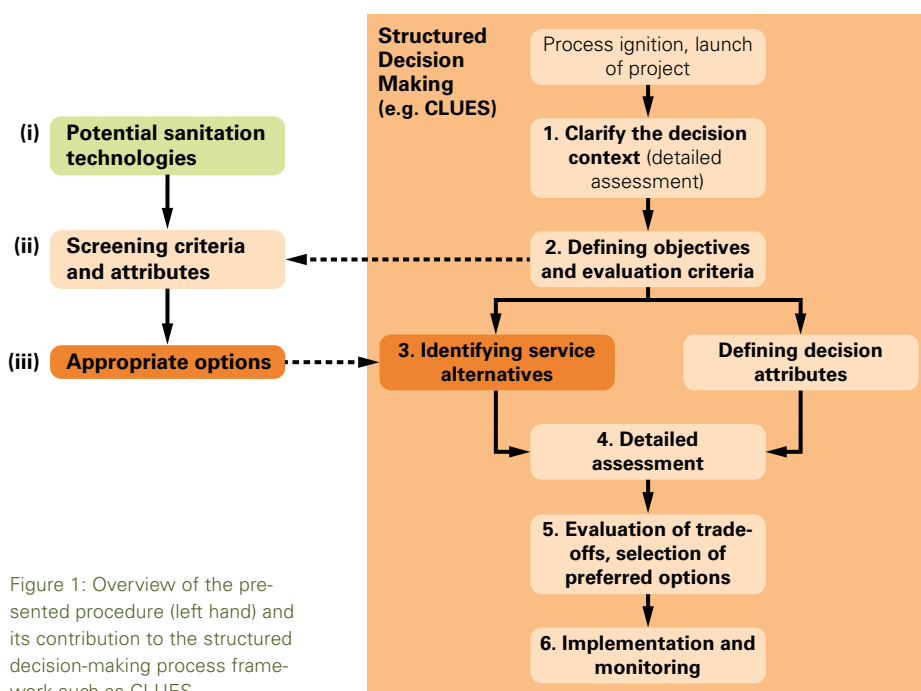 Structured
Decision
Making
(e.g. CLUES)
Process ignition, launch
of project
(i)
Potential sanitation
technologies
1. Clarify the decision
context (detailed
assessment)
(ii)
Screening criteria
and attributes
2. Defining objectives
and evaluation criteria
(iii)
Appropriate options
3. Identifying service
alternatives
Defining decision
attributes
4. Detailed
assessment
5. Evaluation of trade-
offs, selection of
preferred options
6. Implementation and
monitoring
Figure 1: Overview of the pre-
sented procedure (left hand) and
its contribution to the structured
decision-making process frame-
work such as CLUES